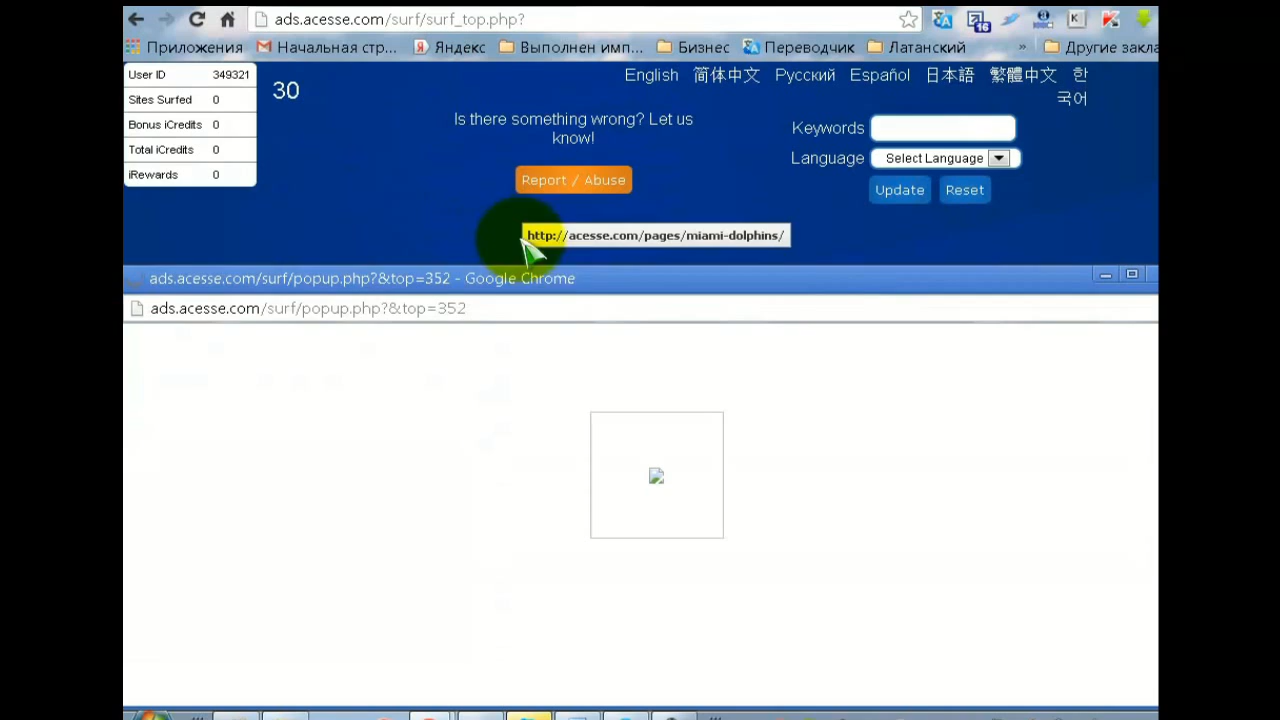 ads.acesse.com/surf/surf_top.php?
16
K
Приложения Начальная стр... Яндекс Выполнен имп... Бизнес Переводчик Латанский » Другие закла
User ID 349321
Sites Surfed 0
Bonus iCredits 0
Total iCredits 0
iRewards 0
30
English 简体中文 Русский Español 日本語 繁體中文 한
국어
Is there something wrong? Let us
know!
Report / Abuse
Keywords
Language Select Language
Update Reset
http://acesse.com/pages/miami-dolphins/
ads.acesse.com/surf/popup.php?&top=352 - Google Chrome
ads.acesse.com/surf/popup.php?&top=352